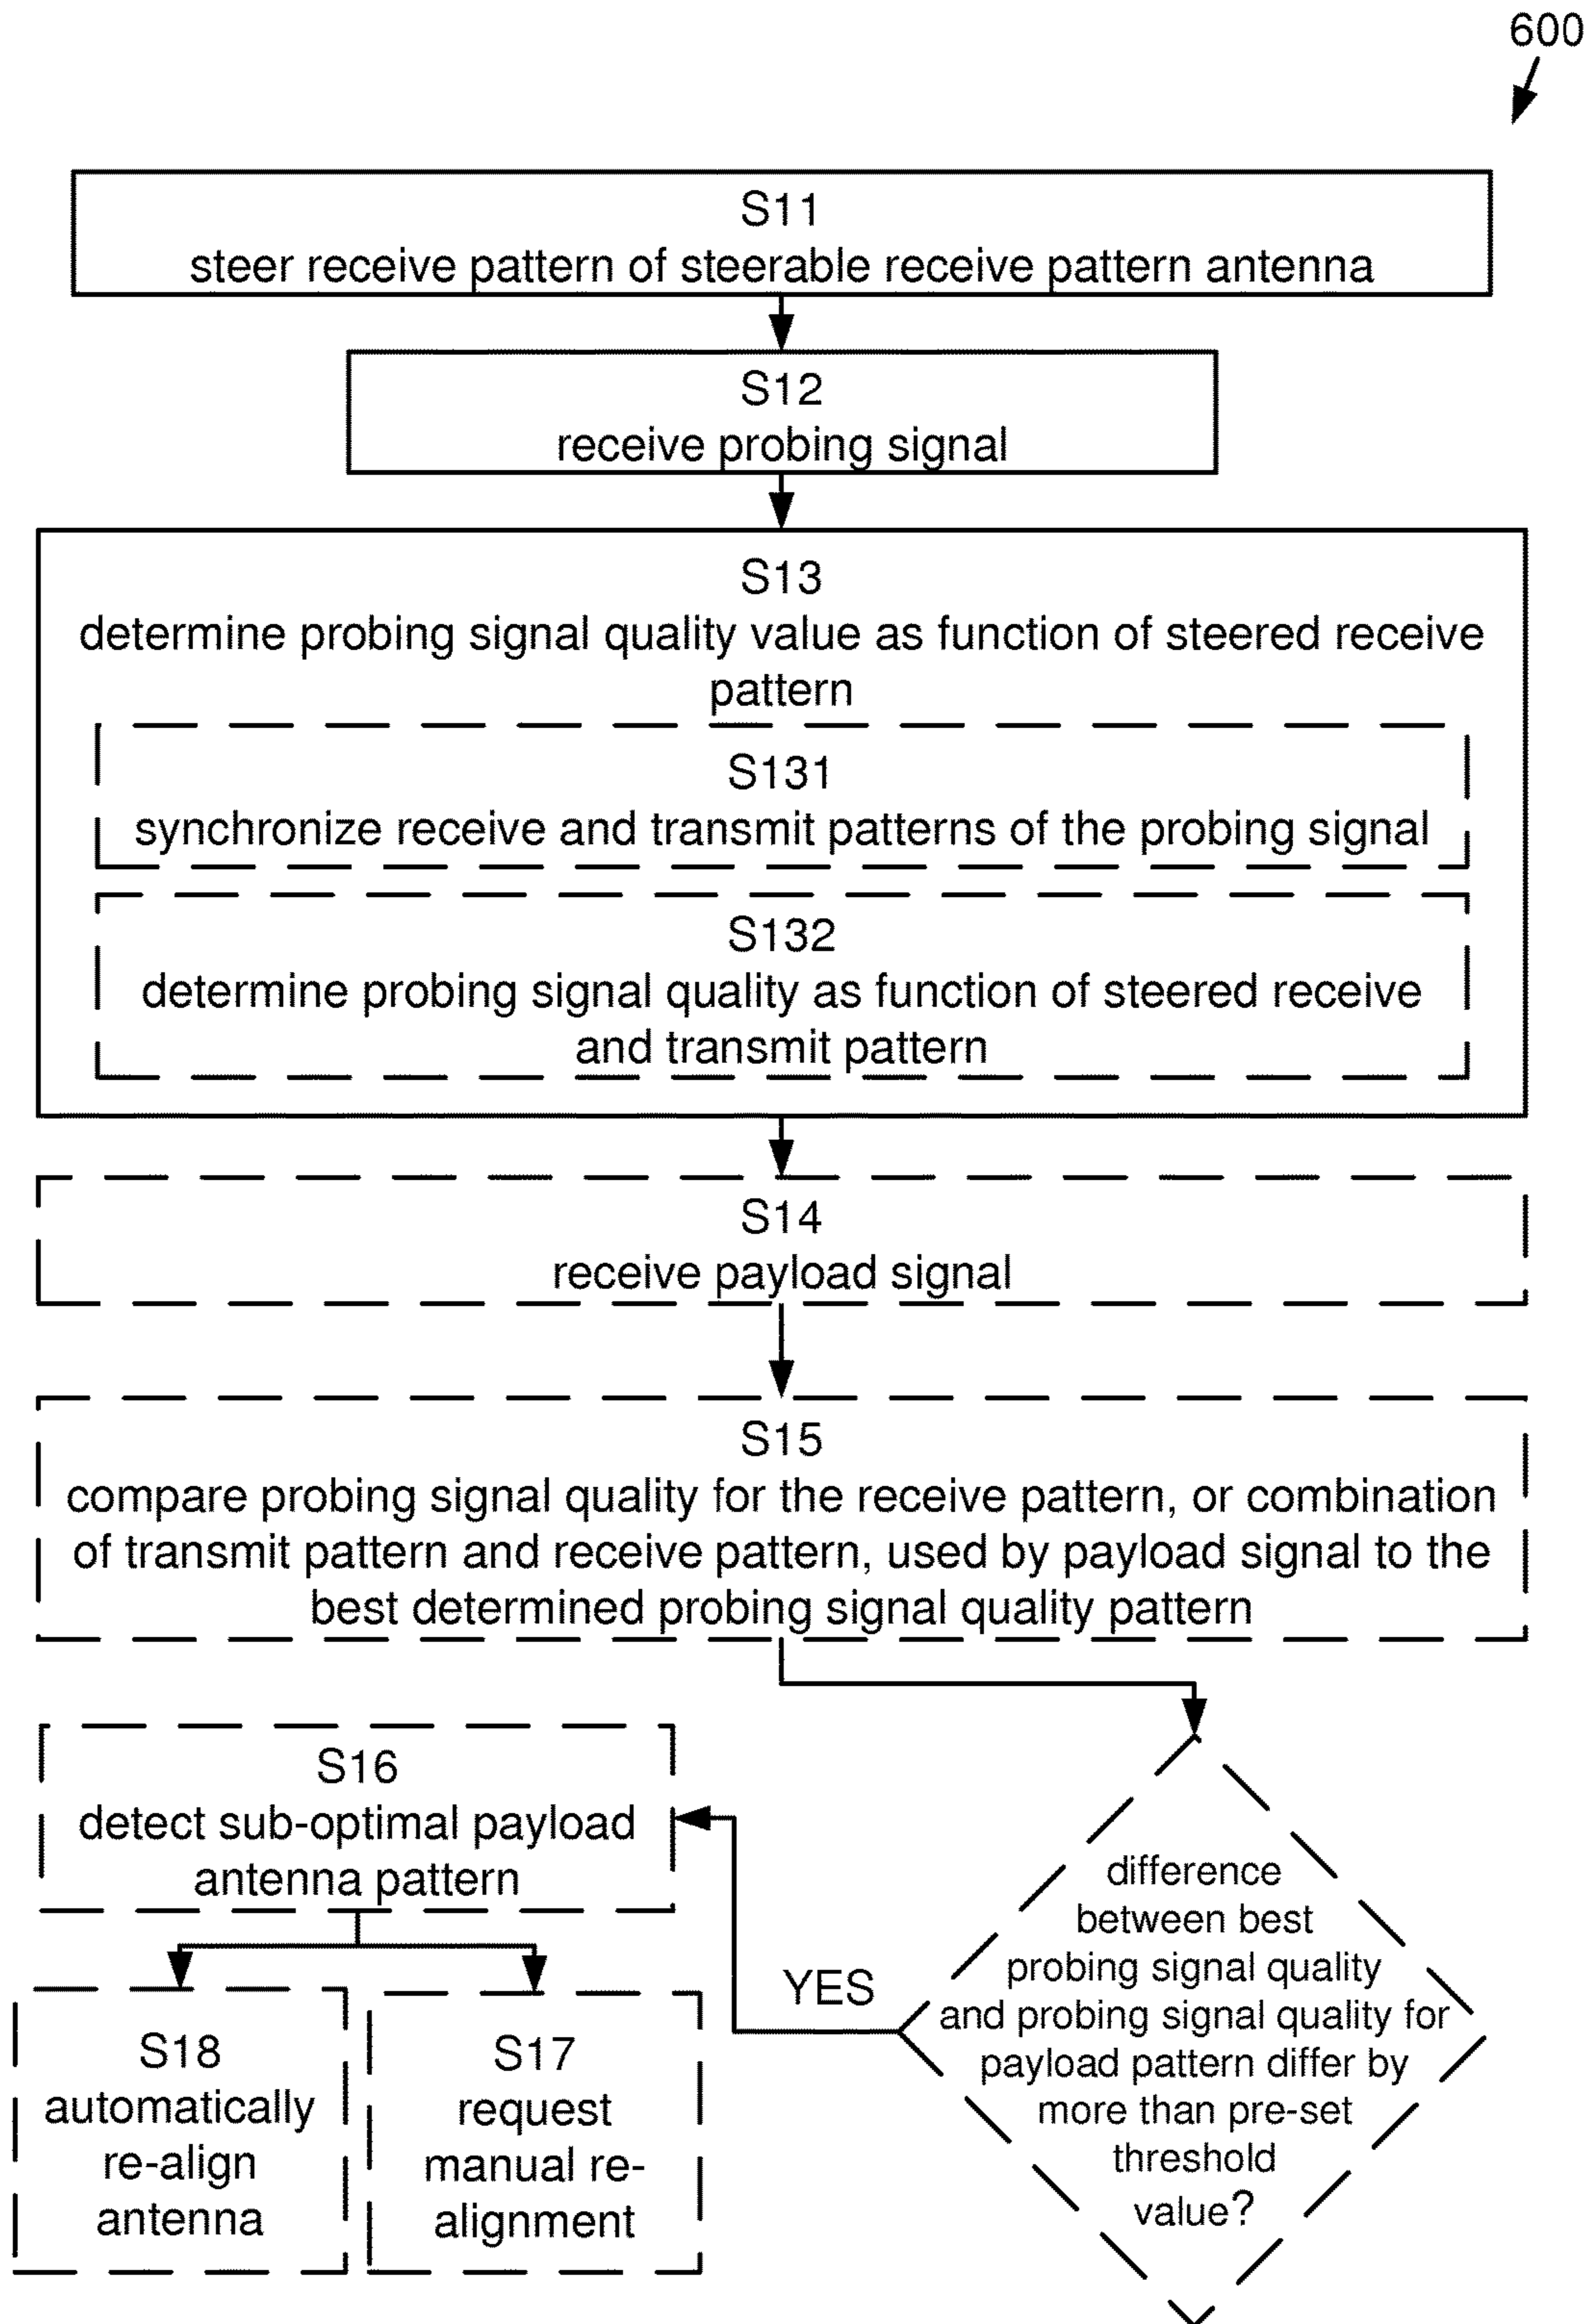 600
S11
steer receive pattern of steerable receive pattern antenna
S12
receive probing signal
S13
determine probing signal quality value as function of steered receive
pattern
S131
synchronize receive and transmit patterns of the probing signal
S132
determine probing signal quality as function of steered receive
and transmit pattern
S14
receive payload signal
S15
compare probing signal quality for the receive pattern, or combination
of transmit pattern and receive pattern, used by payload signal to the
best determined probing signal quality pattern
difference
between best
probing signal quality
and probing signal quality for
payload pattern differ by
more than pre-set
threshold
value?
YES
S16
detect sub-optimal payload
antenna pattern
S18
automatically
re-align
antenna
S17
request
manual re-
alignment